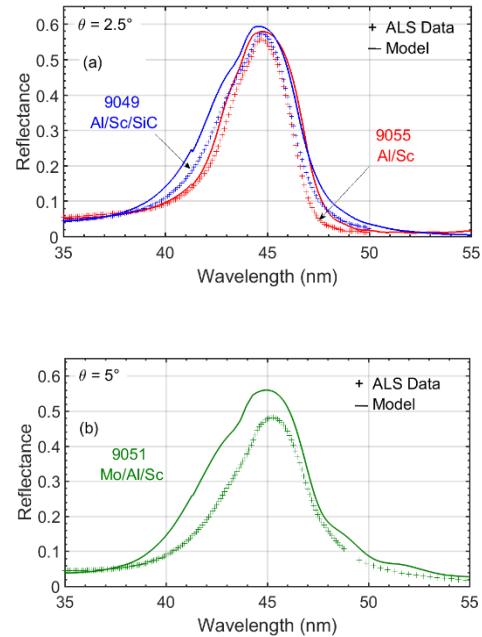 θ = 2.5°
+ ALS Data
— Model
(a)
9049
Al/Sc/SiC
9055
Al/Sc
Reflectance
0.6
0.5
0.4
0.3
0.2
0.1
0
35
40
45
50
55
Wavelength (nm)
θ = 5°
+ ALS Data
— Model
(b)
9051
Mo/Al/Sc
Reflectance
0.6
0.5
0.4
0.3
0.2
0.1
0
35
40
45
50
55
Wavelength (nm)